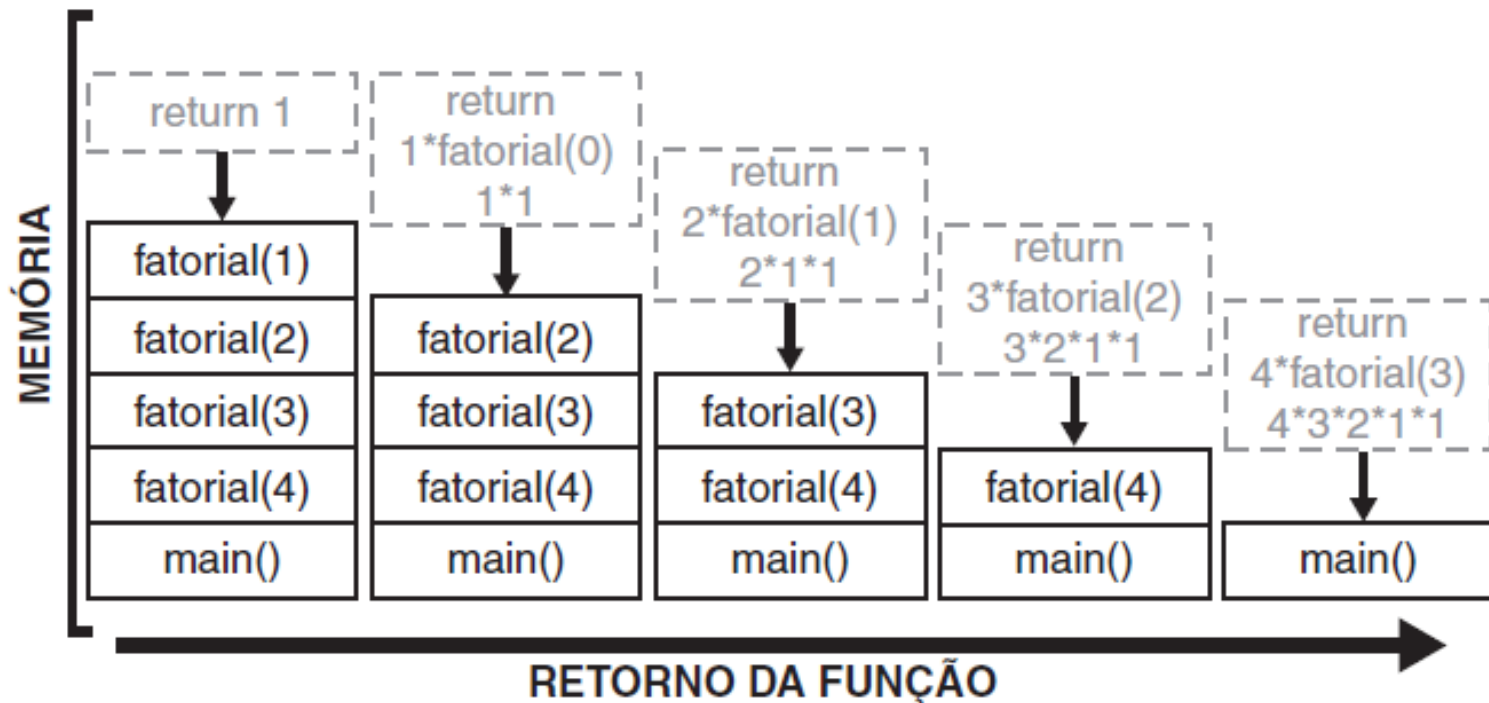 MEMÓRIA
return 1
fatorial(1)
fatorial(2)
fatorial(3)
fatorial(4)
main()
return
1*fatorial(0)
1*1
fatorial(2)
fatorial(3)
fatorial(4)
main()
return
2*fatorial(1)
2*1*1
fatorial(3)
fatorial(4)
main()
return
3*fatorial(2)
3*2*1*1
fatorial(4)
main()
return
4*fatorial(3)
4*3*2*1*1
main()
RETORNO DA FUNÇÃO